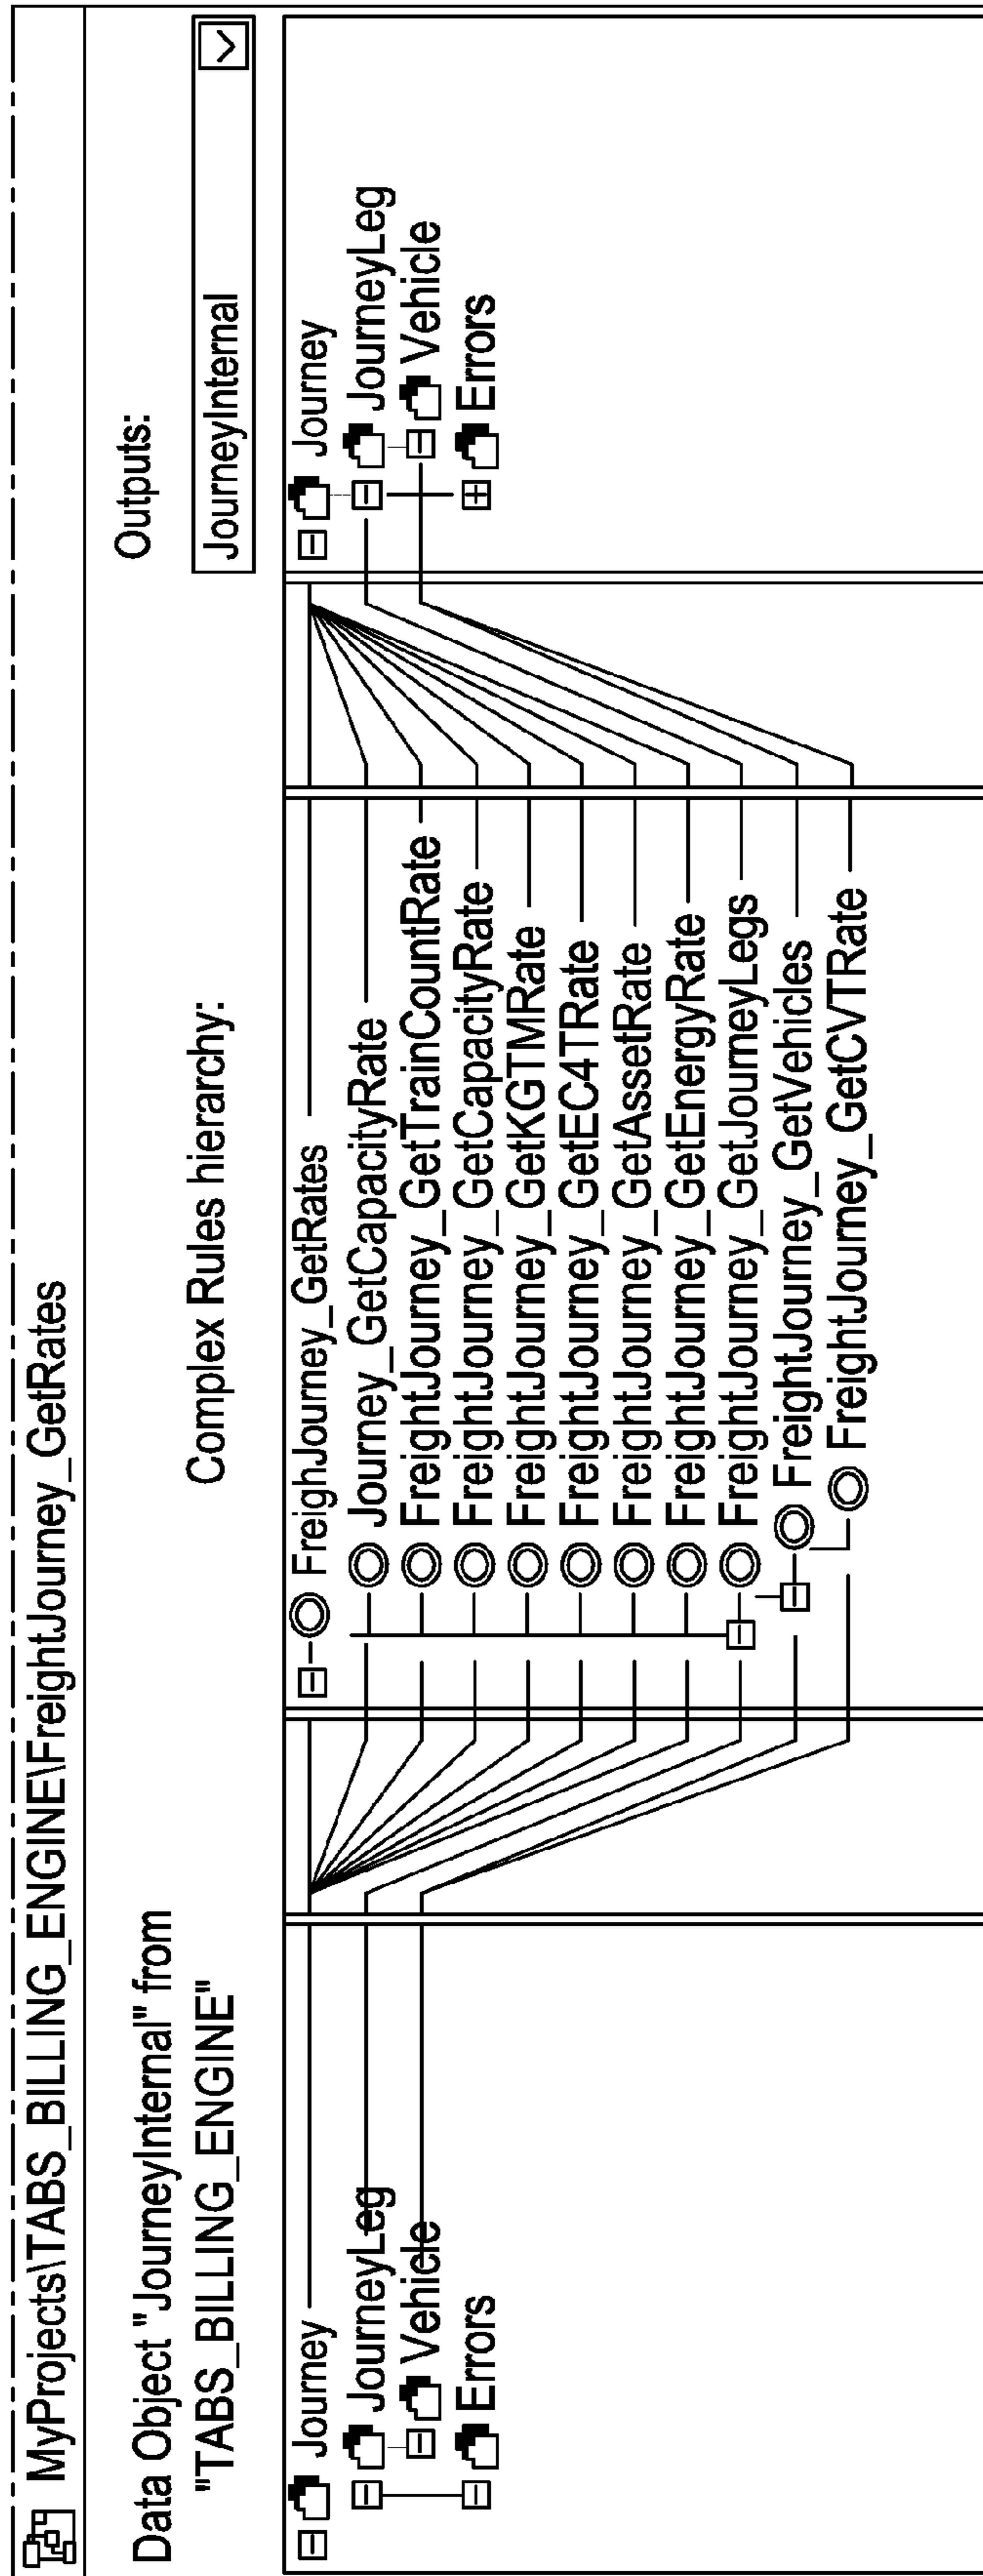 MyProjects\TABS_BILLING_ENGINE\FreightJourney_GetRates
Data Object "JourneyInternal" from
"TABS_BILLING_ENGINE"
Complex Rules hierarchy:
Outputs:
JourneyInternal
Journey
JourneyLeg
Vehicle
Errors
FreighJourney_GetRates
Journey_GetCapacityRate
FreightJourney_GetTrainCountRate
FreightJourney_GetCapacityRate
FreightJourney_GetKGTMRate
FreightJourney_GetEC4TRate
FreightJourney_GetAssetRate
FreightJourney_GetEnergyRate
FreightJourney_GetJourneyLegs
FreightJourney_GetVehicles
FreightJourney_GetCVTRate
Journey
JourneyLeg
Vehicle
Errors